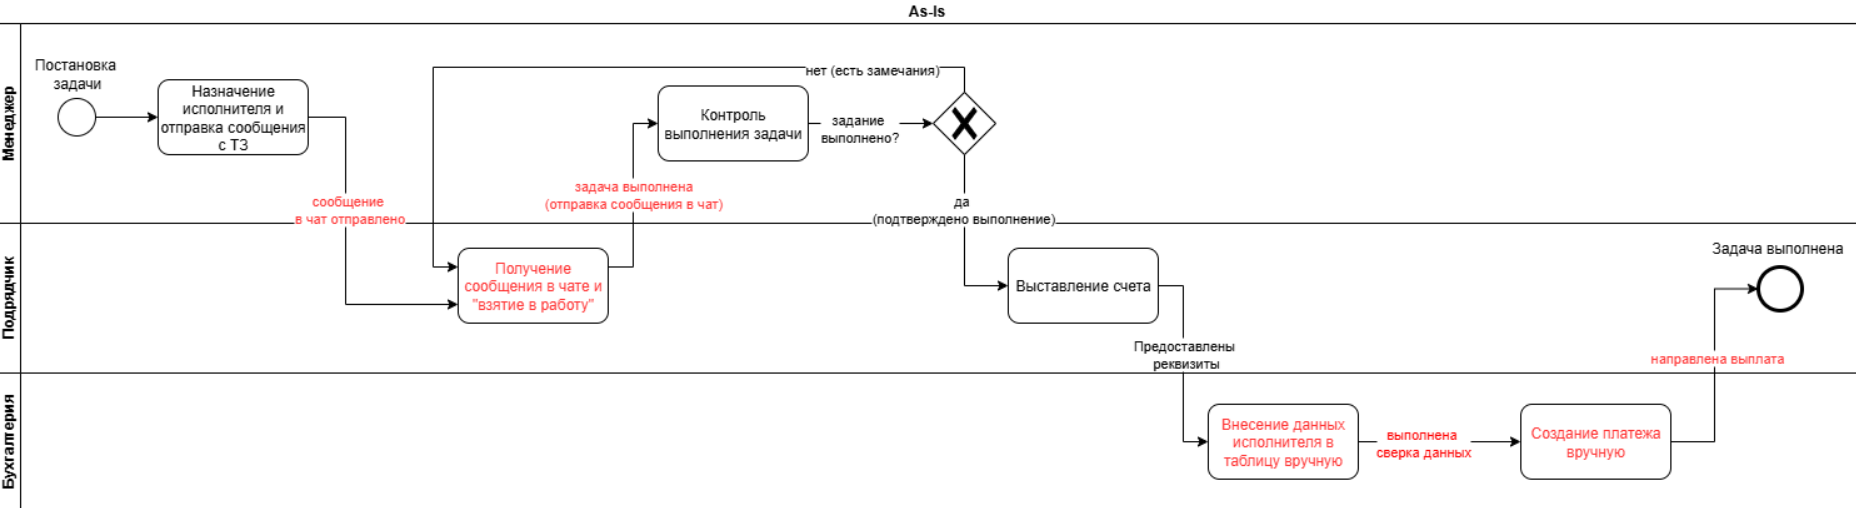 As-Is
Менеджер
Постановка
задачи
Назначение
исполнителя и
отправка сообщения
с ТЗ
сообщение
в чат отправлено
задача выполнена
(отправка сообщения в чат)
Контроль
выполнения задачи
задание
выполнено?
нет (есть замечания)
да
(подтверждено выполнение)
Подрядчик
Получение
сообщения в чате и
"взятие в работу"
Выставление счета
Предоставлены
реквизиты
Задача выполнена
направлена выплата
Бухгалтерия
Внесение данных
исполнителя в
таблицу вручную
выполнена
сверка данных
Создание платежа
вручную